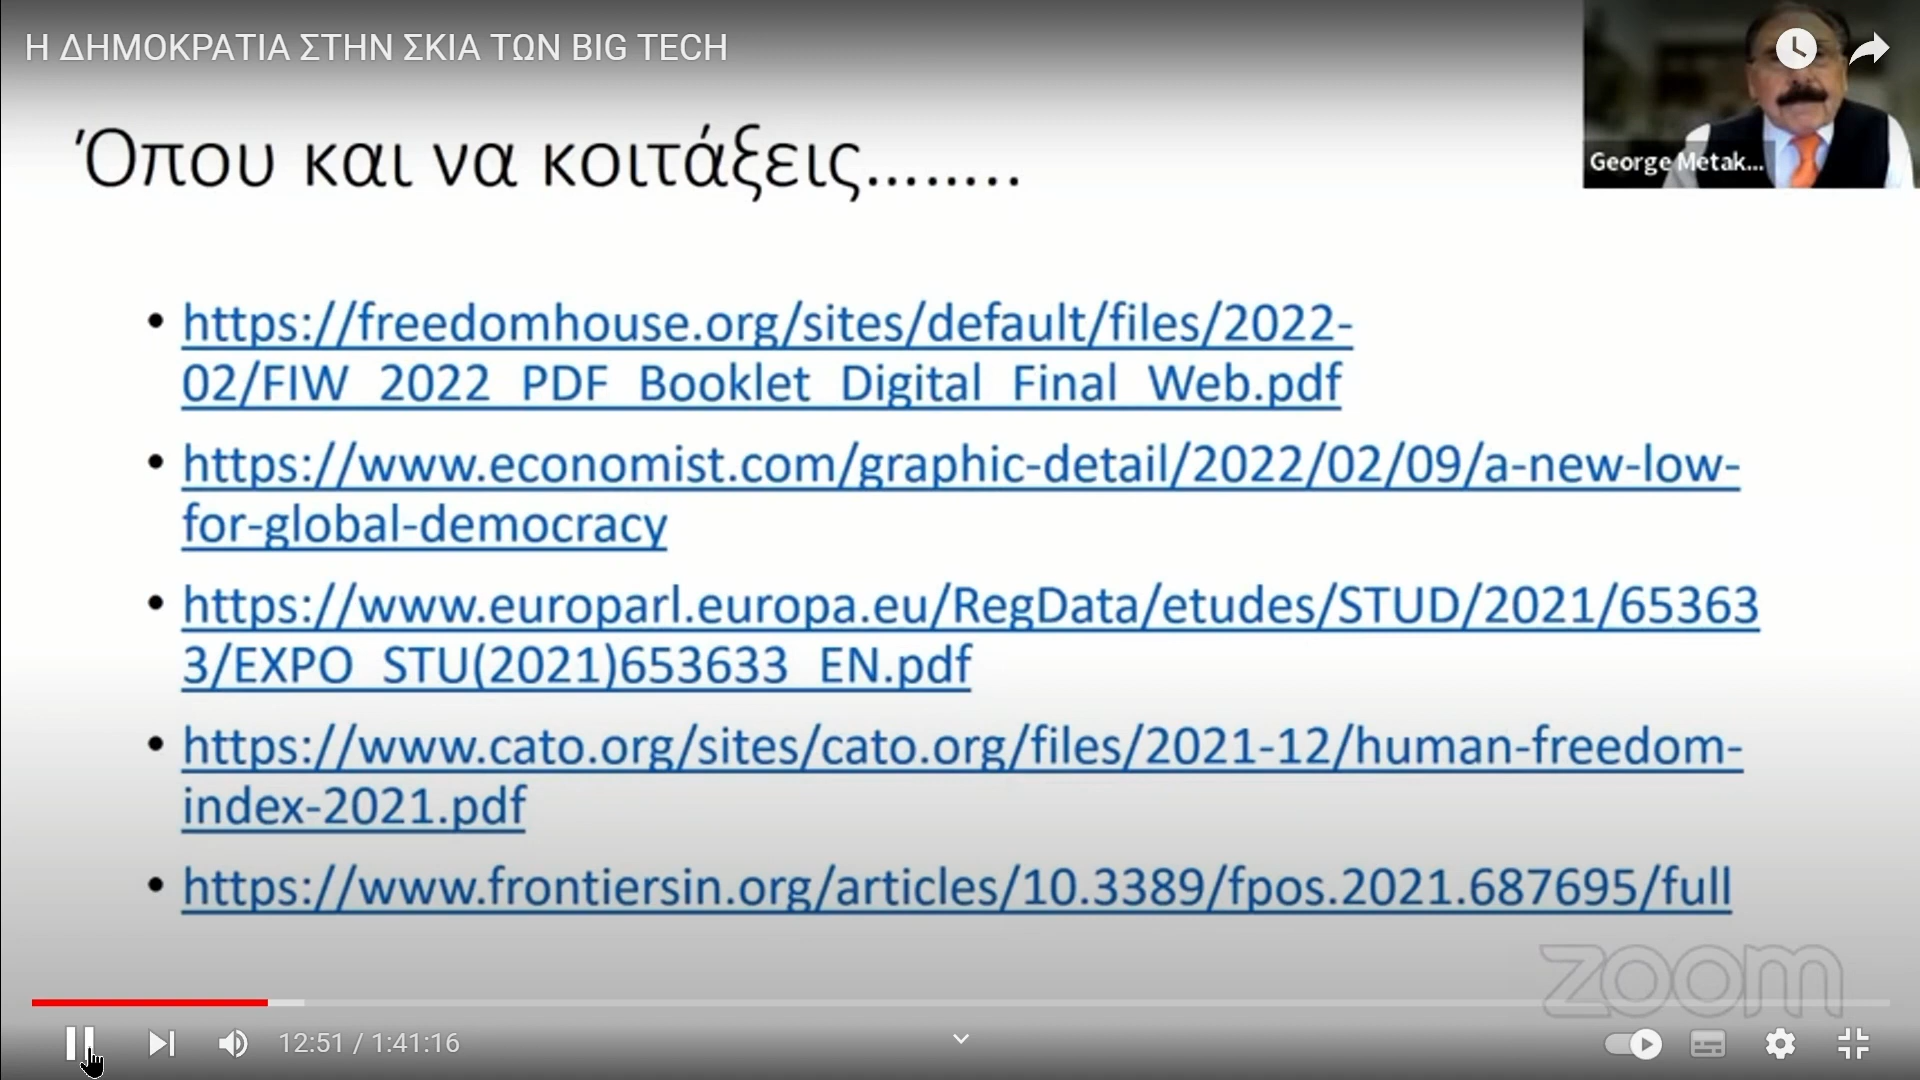 Η ΔΗΜΟΚΡΑΤΙΑ ΣΤΗΝ ΣΚΙΑ ΤΩΝ BIG TECH
Όπου και να κοιτάξεις........
George Metak...
• https://freedomhouse.org/sites/default/files/2022-
02/FIW_2022_PDF_Booklet_Digital_Final_Web.pdf
• https://www.economist.com/graphic-detail/2022/02/09/a-new-low-
for-global-democracy
• https://www.europarl.europa.eu/RegData/etudes/STUD/2021/65363
3/EXPO_STU(2021)653633_EN.pdf
• https://www.cato.org/sites/cato.org/files/2021-12/human-freedom-
index-2021.pdf
• https://www.frontiersin.org/articles/10.3389/fpos.2021.687695/full
zoom
12:51 / 1:41:16